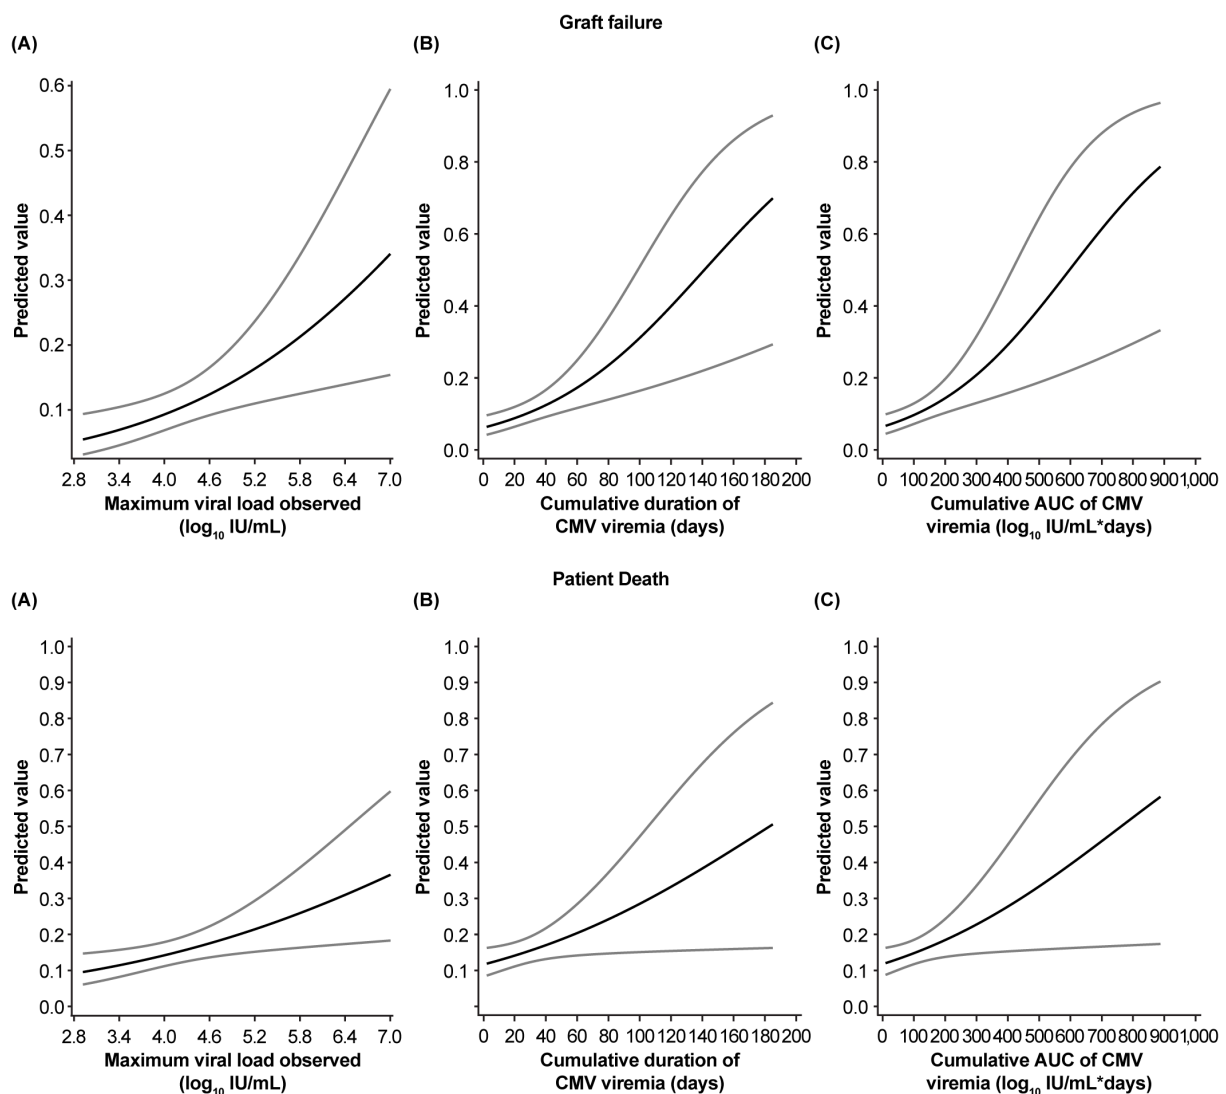 Graft failure
(A)
(B)
(C)
0.6
0.5
0.4
0.3
0.2
0.1
Predicted value
2.8 3.4 4.0 4.6 5.2 5.8 6.4 7.0
Maximum viral load observed
(log10 IU/mL)
1.0
0.8
0.6
0.4
0.2
0.0
Predicted value
0 20 40 60 80 100 120 140 160 180 200
Cumulative duration of
CMV viremia (days)
1.0
0.8
0.6
0.4
0.2
0.0
Predicted value
0 100 200 300 400 500 600 700 800 900 1,000
Cumulative AUC of CMV
viremia (log10 IU/mL*days)
Patient Death
(A)
(B)
(C)
1.0
0.9
0.8
0.7
0.6
0.5
0.4
0.3
0.2
0.1
0.0
Predicted value
2.8 3.4 4.0 4.6 5.2 5.8 6.4 7.0
Maximum viral load observed
(log10 IU/mL)
1.0
0.9
0.8
0.7
0.6
0.5
0.4
0.3
0.2
0.1
Predicted value
0 20 40 60 80 100 120 140 160 180 200
Cumulative duration of
CMV viremia (days)
1.0
0.9
0.8
0.7
0.6
0.5
0.4
0.3
0.2
0.1
0.0
Predicted value
0 100 200 300 400 500 600 700 800 900 1,000
Cumulative AUC of CMV
viremia (log10 IU/mL*days)